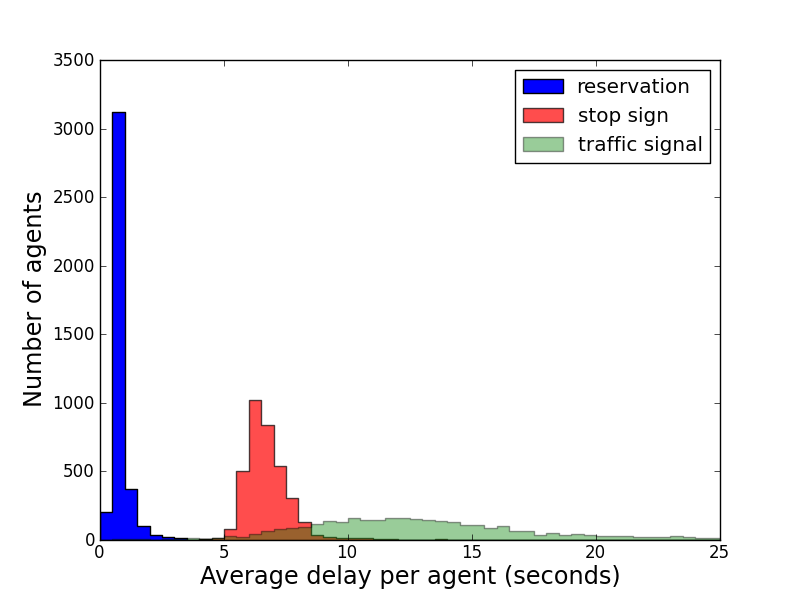 3500
3000
2500
2000
1500
1000
500
0
Number of agents
reservation
stop sign
traffic signal
0 5 10 15 20 25
Average delay per agent (seconds)